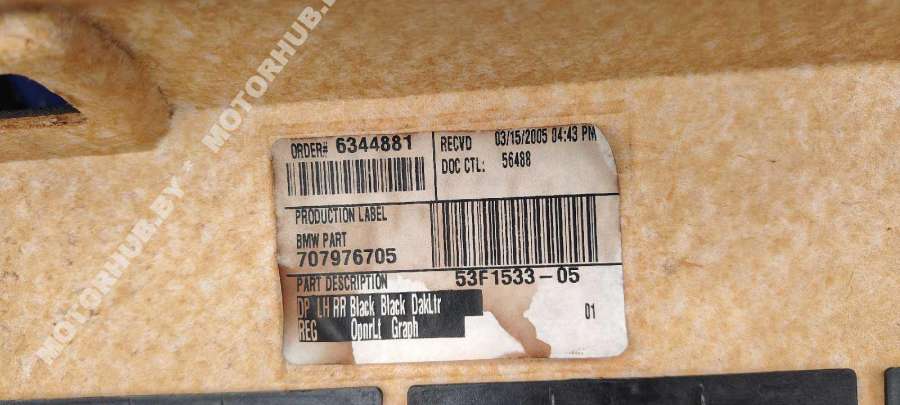 MOTORHUB.BY
MOTORHUB.BY
MOTORHUB.BY
ORDER# 6344881
RECVD 03/15/2005 04:43 PM
DOC CTL: 56488
PRODUCTION LABEL
BMW PART
707976705
53F1533-05
PART DESCRIPTION
DP LH RR Black Black DakLtr
REG OpnrLt Graph
01